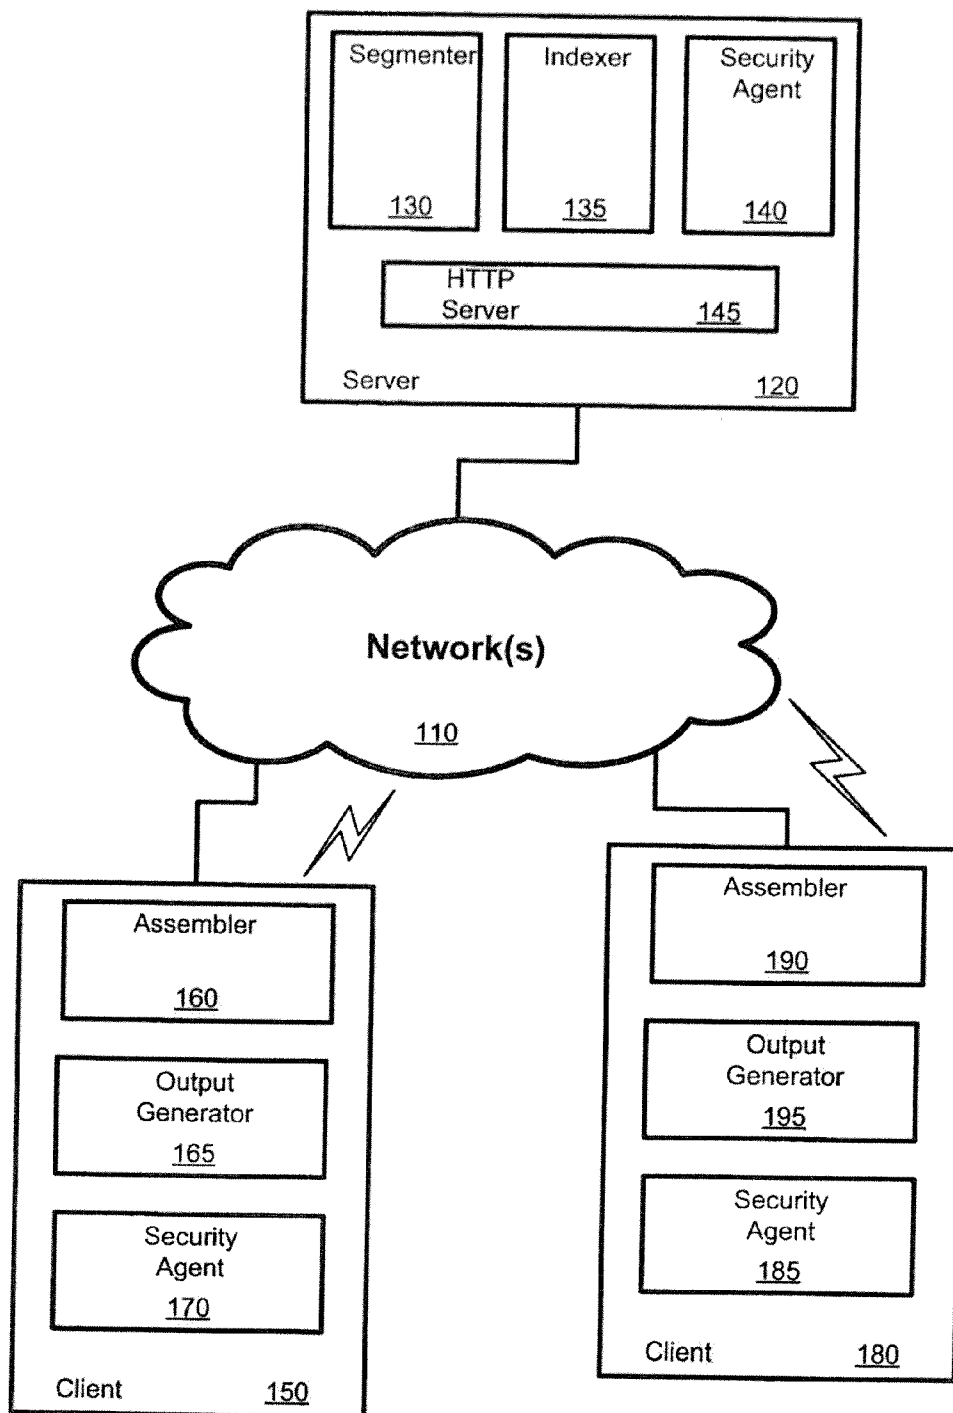 Segmenter
130
Indexer
135
Security
Agent
140
HTTP
Server
145
Server
120
Network(s)
110
Assembler
160
Output
Generator
165
Security
Agent
170
Client
150
Assembler
190
Output
Generator
195
Security
Agent
185
Client
180